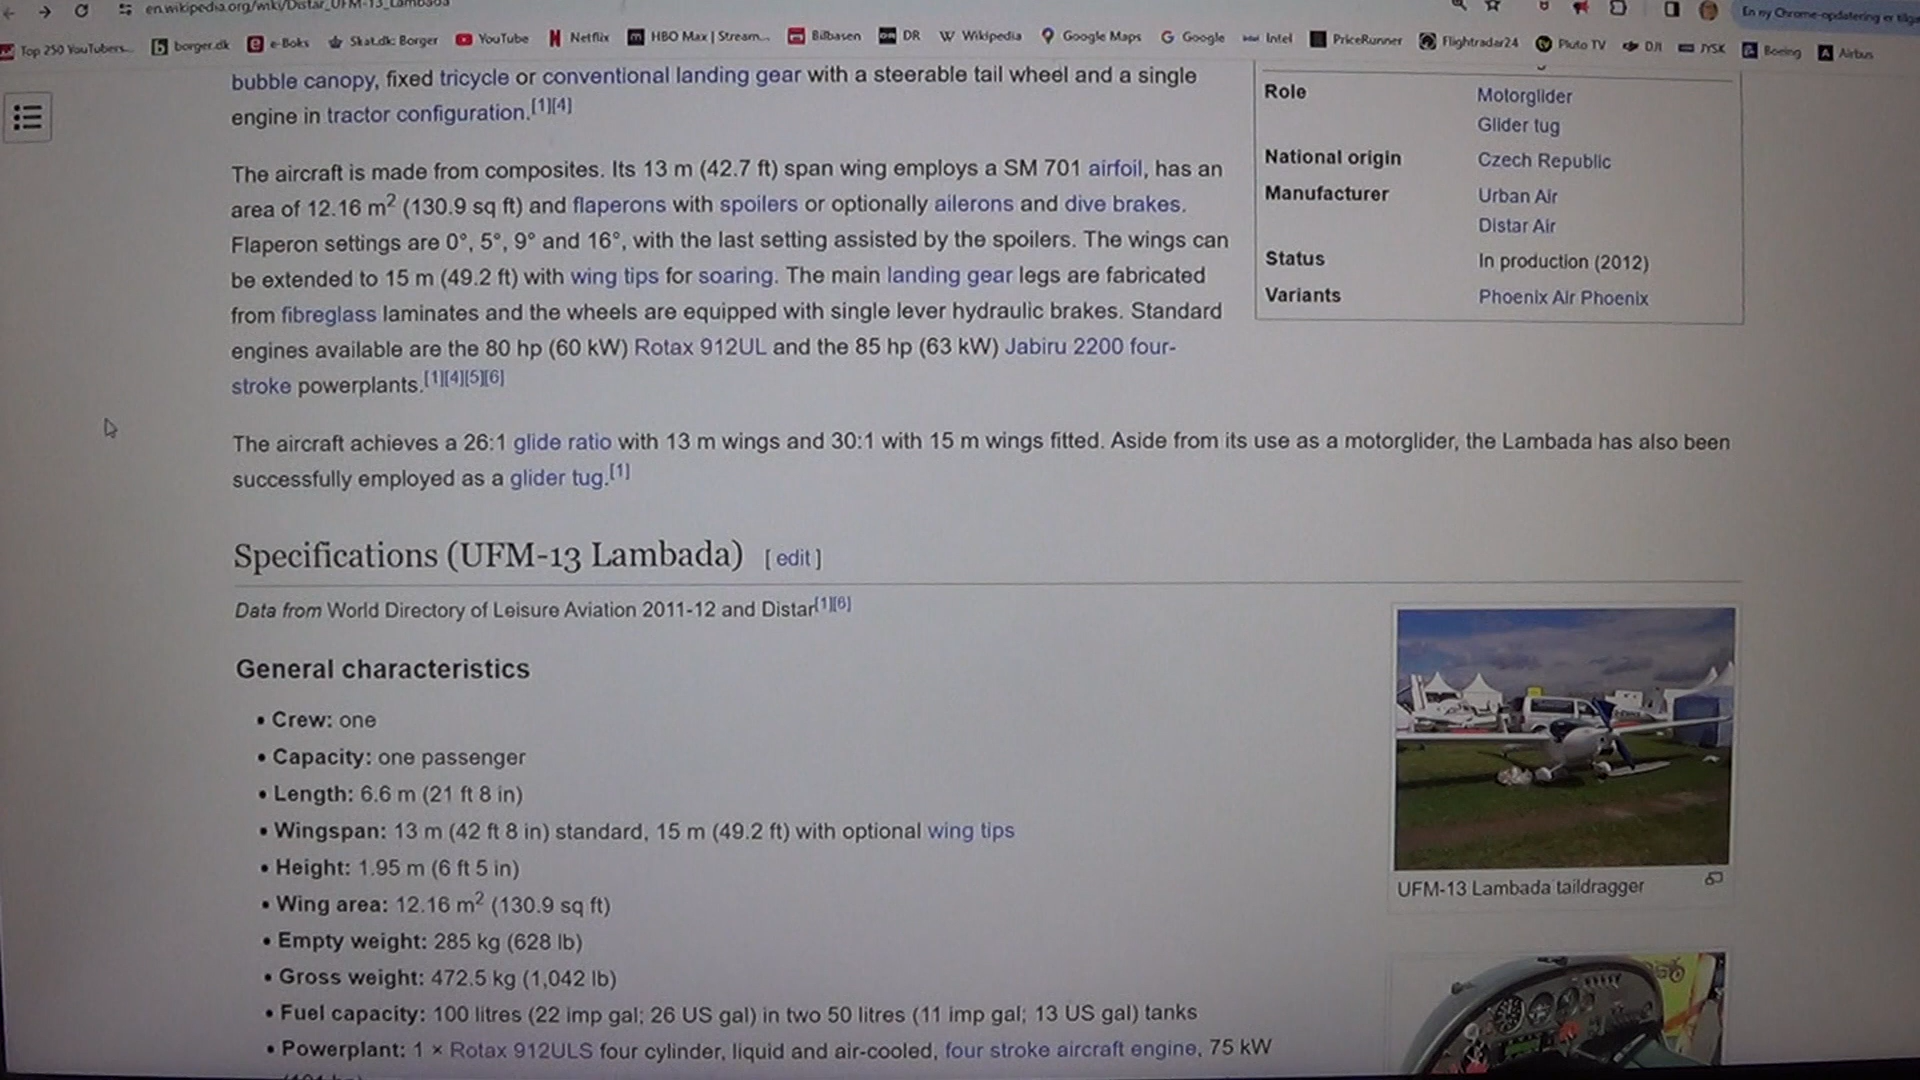 en.wikipedia.org/wiki/Distar_UFM-13_Lambada
En ny Chrome-opdatering er
Top 250 YouTubers... borger.dk e-Boks Skat.dk: Borger YouTube Netflix HBO Max | Stream... Bilbasen DR Wikipedia Google Maps Google Intel PriceRunner Flightradar24 Pluto TV DJI JYSK Boeing Airbus
bubble canopy, fixed tricycle or conventional landing gear with a steerable tail wheel and a single
engine in tractor configuration.[1][4]
The aircraft is made from composites. Its 13 m (42.7 ft) span wing employs a SM 701 airfoil, has an
area of 12.16 m2 (130.9 sq ft) and flaperons with spoilers or optionally ailerons and dive brakes.
Flaperon settings are 0°, 5°, 9° and 16°, with the last setting assisted by the spoilers. The wings can
be extended to 15 m (49.2 ft) with wing tips for soaring. The main landing gear legs are fabricated
from fibreglass laminates and the wheels are equipped with single lever hydraulic brakes. Standard
engines available are the 80 hp (60 kW) Rotax 912UL and the 85 hp (63 kW) Jabiru 2200 four-
stroke powerplants.[1][4][5][6]
Role Motorglider
Glider tug
National origin Czech Republic
Manufacturer Urban Air
Distar Air
Status In production (2012)
Variants Phoenix Air Phoenix
The aircraft achieves a 26:1 glide ratio with 13 m wings and 30:1 with 15 m wings fitted. Aside from its use as a motorglider, the Lambada has also been
successfully employed as a glider tug.[1]
Specifications (UFM-13 Lambada) [ edit ]
Data from World Directory of Leisure Aviation 2011-12 and Distar[1][6]
General characteristics
• Crew: one
• Capacity: one passenger
• Length: 6.6 m (21 ft 8 in)
• Wingspan: 13 m (42 ft 8 in) standard, 15 m (49.2 ft) with optional wing tips
• Height: 1.95 m (6 ft 5 in)
• Wing area: 12.16 m2 (130.9 sq ft)
• Empty weight: 285 kg (628 lb)
• Gross weight: 472.5 kg (1,042 lb)
• Fuel capacity: 100 litres (22 imp gal; 26 US gal) in two 50 litres (11 imp gal; 13 US gal) tanks
• Powerplant: 1 × Rotax 912ULS four cylinder, liquid and air-cooled, four stroke aircraft engine, 75 kW
UFM-13 Lambada taildragger